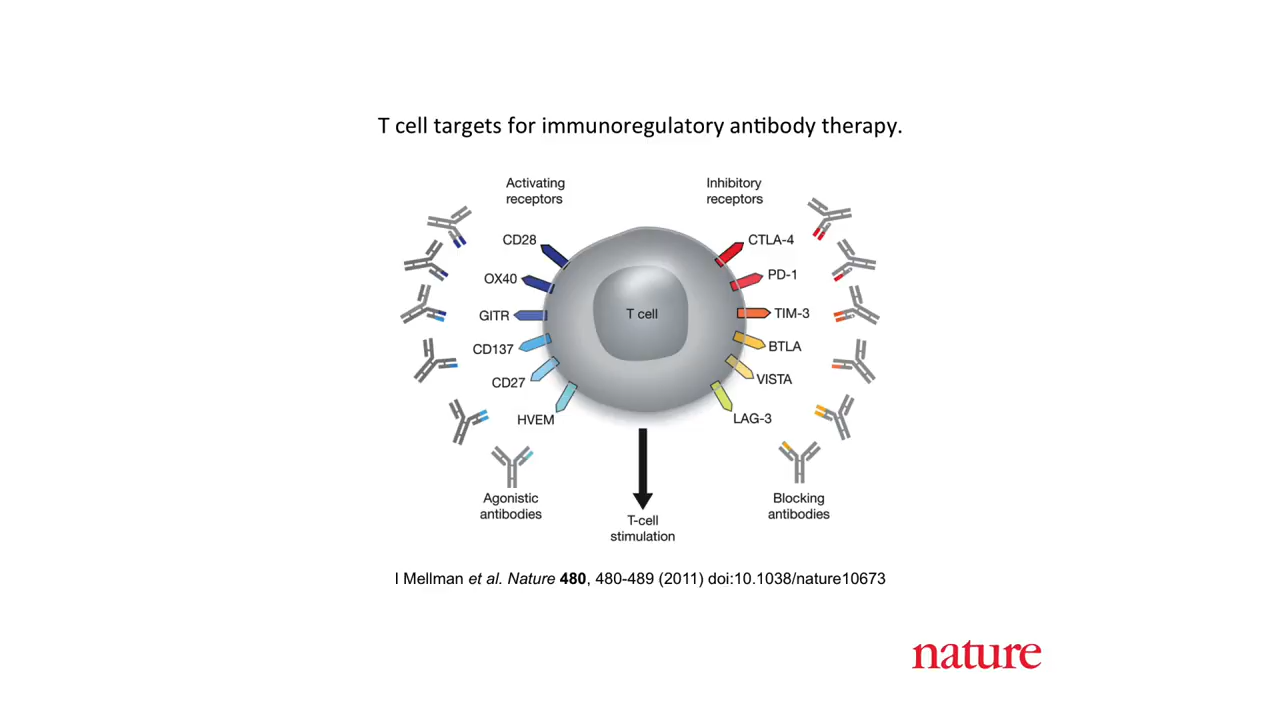 T cell targets for immunoregulatory antibody therapy.
Activating
receptors
Inhibitory
receptors
CD28
OX40
GITR
CD137
CD27
HVEM
T cell
CTLA-4
PD-1
TIM-3
BTLA
VISTA
LAG-3
Agonistic
antibodies
T-cell
stimulation
Blocking
antibodies
I Mellman et al. Nature 480, 480-489 (2011) doi:10.1038/nature10673
nature